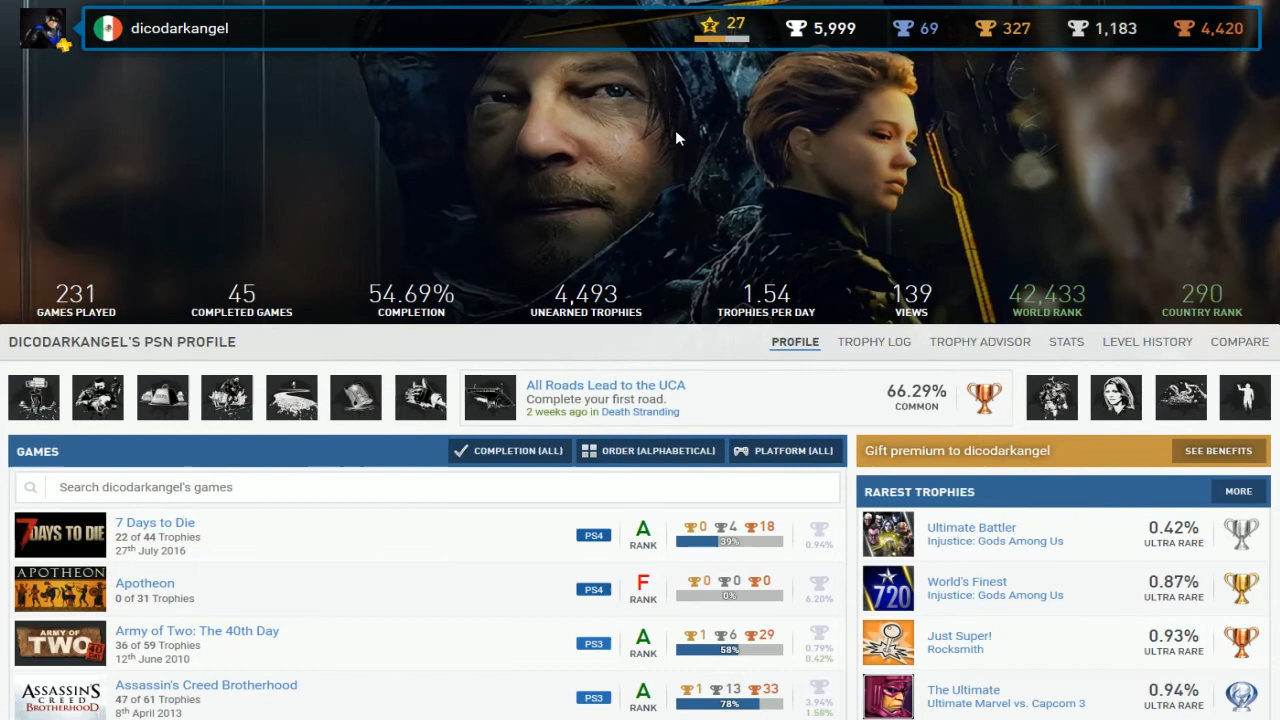 dicodarkangel
27
5,999
69
327
1,183
4,420
231
GAMES PLAYED
45
COMPLETED GAMES
54.69%
COMPLETION
4,493
UNEARNED TROPHIES
1.54
TROPHIES PER DAY
139
VIEWS
42,433
WORLD RANK
290
COUNTRY RANK
DICODARKANGEL'S PSN PROFILE
PROFILE
TROPHY LOG
TROPHY ADVISOR
STATS
LEVEL HISTORY
COMPARE
All Roads Lead to the UCA
Complete your first road.
2 weeks ago in Death Stranding
66.29%
COMMON
GAMES
COMPLETION (ALL)
ORDER (ALPHABETICAL)
PLATFORM (ALL)
Search dicodarkangel's games
7 DAYS TO DIE
7 Days to Die
22 of 44 Trophies
27th July 2016
PS4
A
RANK
0 4 18
39%
0.94%
APOTHEON
Apotheon
0 of 31 Trophies
PS4
F
RANK
0 0 0
0%
6.20%
ARMY OF
TWO
Army of Two: The 40th Day
36 of 59 Trophies
12th June 2010
PS3
A
RANK
1 6 29
58%
0.79%
0.42%
ASSASSIN'S
CREED
BROTHERHOOD
Assassin's Creed Brotherhood
47 of 61 Trophies
8th April 2013
PS3
A
RANK
1 13 33
78%
3.94%
1.58%
Gift premium to dicodarkangel
SEE BENEFITS
RAREST TROPHIES
MORE
Ultimate Battler
Injustice: Gods Among Us
0.42%
ULTRA RARE
720
World's Finest
Injustice: Gods Among Us
0.87%
ULTRA RARE
Just Super!
Rocksmith
0.93%
ULTRA RARE
The Ultimate
Ultimate Marvel vs. Capcom 3
0.94%
ULTRA RARE